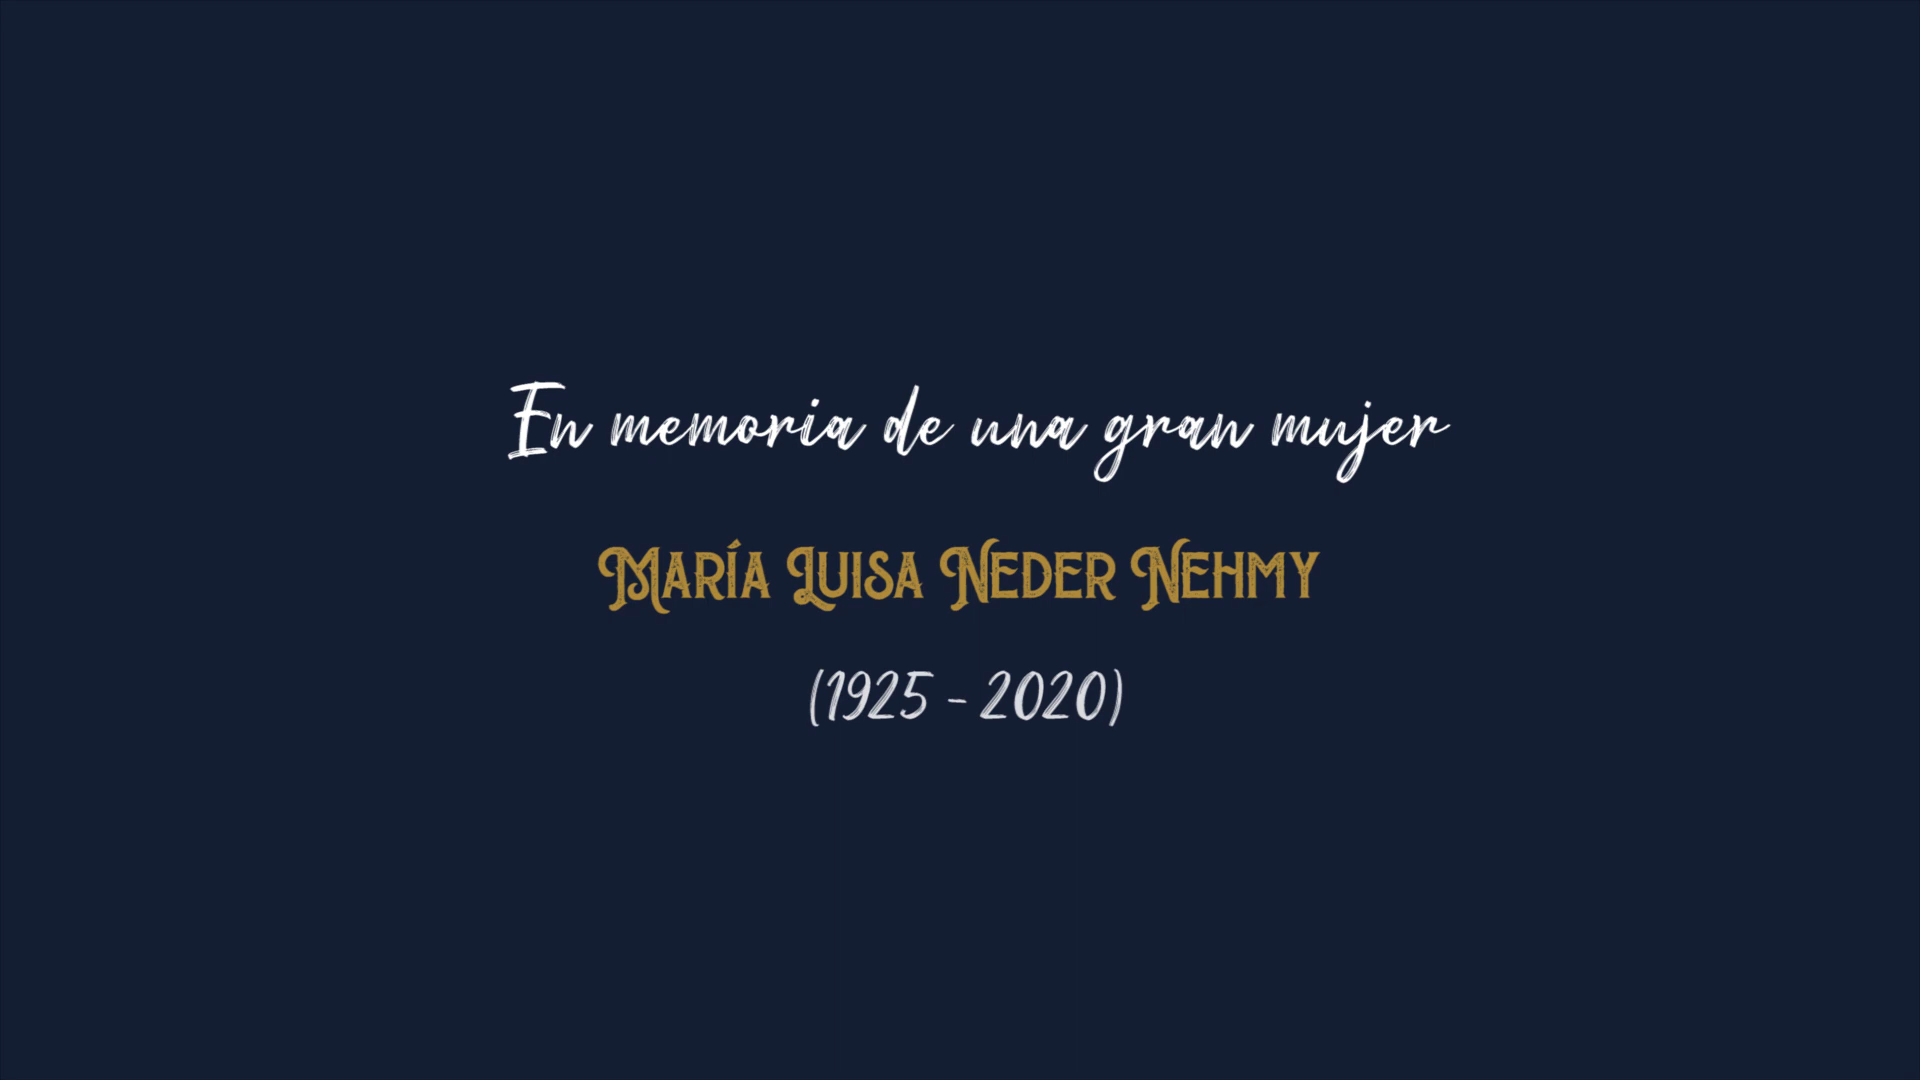 En memoria de una gran mujer
María Luisa Neder Nehmy
(1925 - 2020)